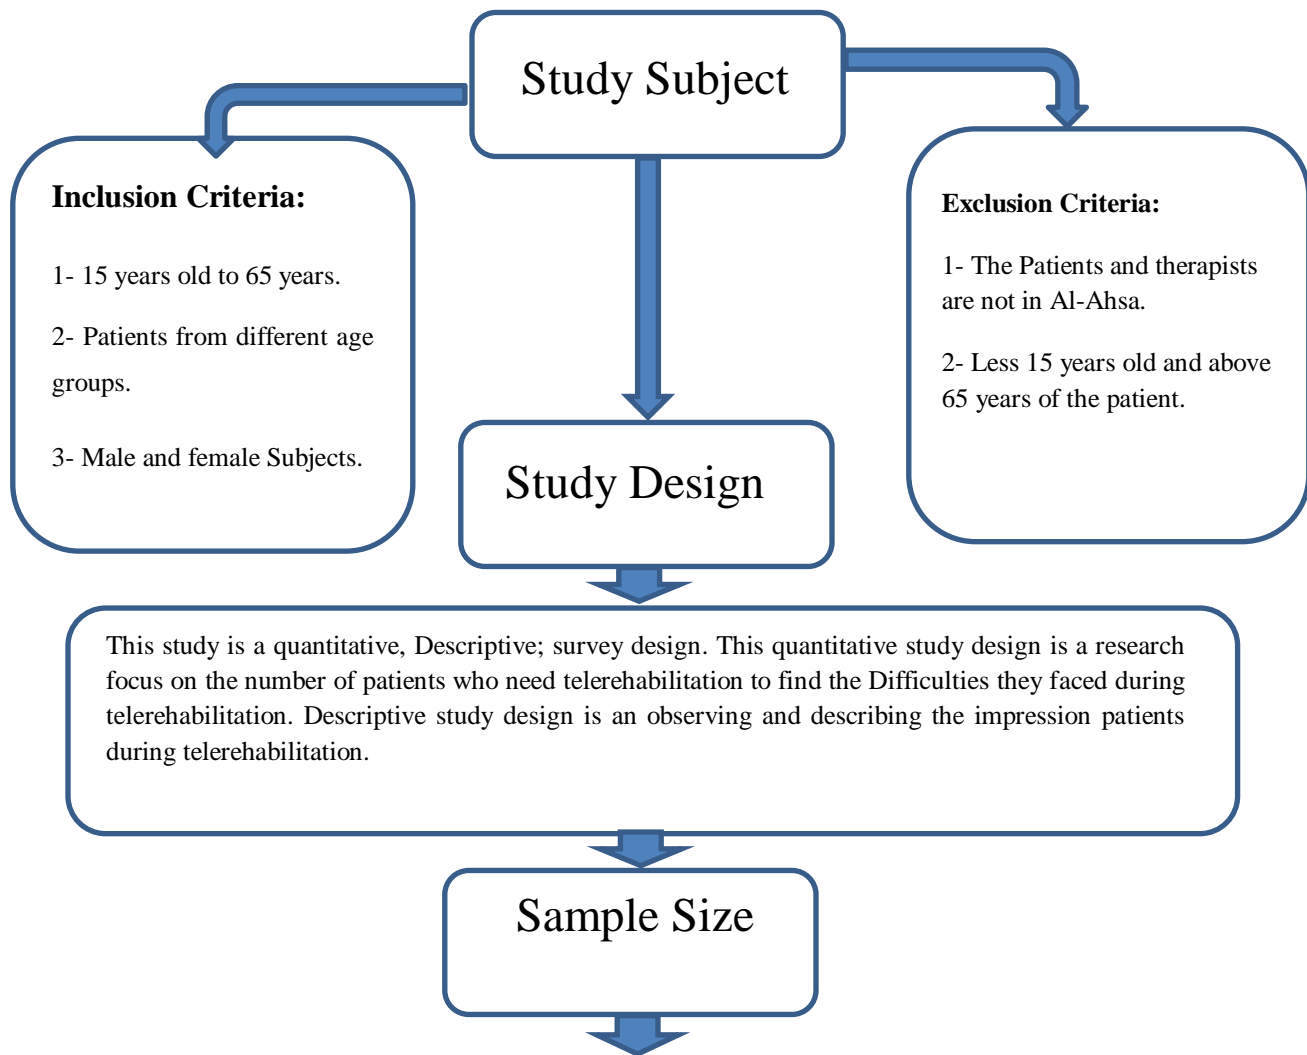 Study Subject
Inclusion Criteria:
1- 15 years old to 65 years.
2- Patients from different age
groups.
3- Male and female Subjects.
Exclusion Criteria:
1- The Patients and therapists
are not in Al-Ahsa.
2- Less 15 years old and above
65 years of the patient.
Study Design
This study is a quantitative, Descriptive; survey design. This quantitative study design is a research
focus on the number of patients who need telerehabilitation to find the Difficulties they faced during
telerehabilitation. Descriptive study design is an observing and describing the impression patients
during telerehabilitation.
Sample Size